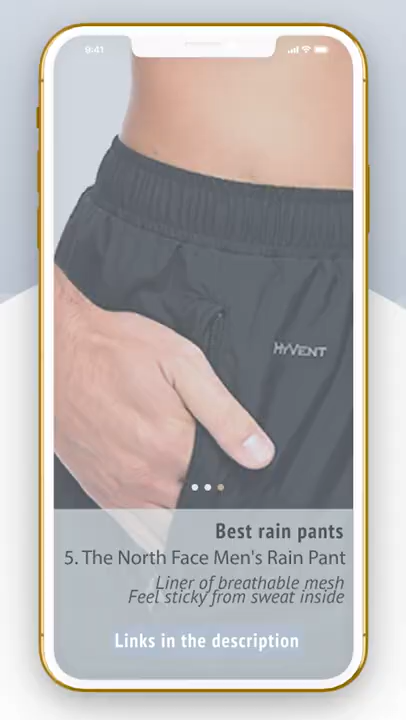 9:41
HYVENT
Best rain pants
5. The North Face Men's Rain Pant
Liner of breathable mesh
Feel sticky from sweat inside
Links in the description